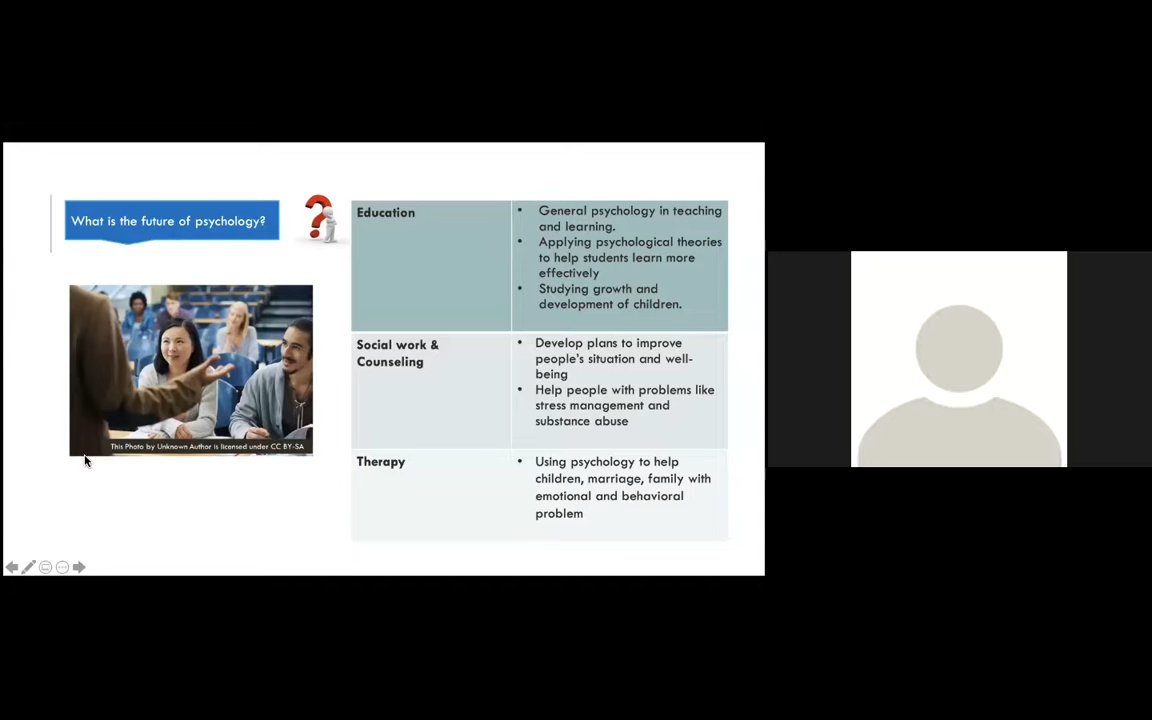 What is the future of psychology?
This Photo by Unknown Author is licensed under CC BY-SA
Education
• General psychology in teaching
and learning.
• Applying psychological theories
to help students learn more
effectively
• Studying growth and
development of children.
Social work &
Counseling
• Develop plans to improve
people's situation and well-
being
• Help people with problems like
stress management and
substance abuse
Therapy
• Using psychology to help
children, marriage, family with
emotional and behavioral
problem